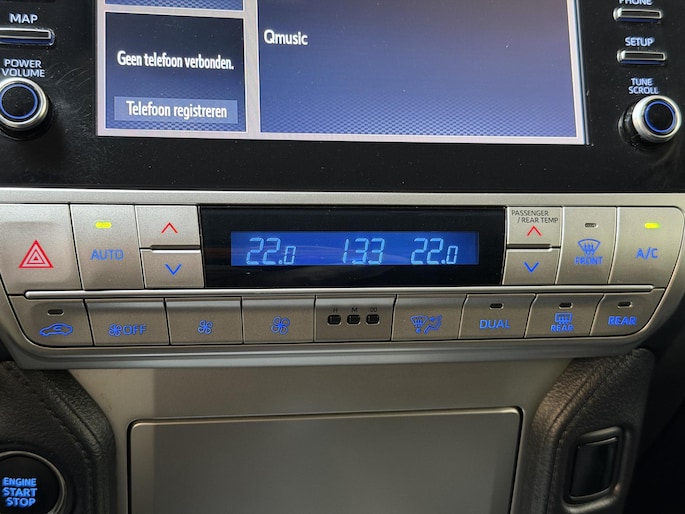 MAP
POWER
VOLUME
Geen telefoon verbonden.
Telefoon registreren
Qmusic
PHONE
SETUP
TUNE
SCROLL
AUTO
22.0
1:33
22.0
PASSENGER
/ REAR TEMP
FRONT
A/C
OFF
H M :00
DUAL
REAR
REAR
ENGINE
START
STOP